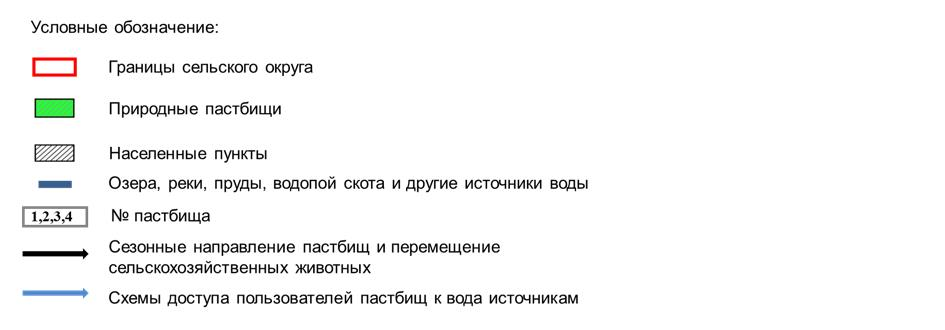 Условные обозначение:
Границы сельского округа
Природные пастбищи
Населенные пункты
Озера, реки, пруды, водопой скота и другие источники воды
1,2,3,4 № пастбища
Сезонные направление пастбищ и перемещение
сельскохозяйственных животных
Схемы доступа пользователей пастбищ к вода источникам